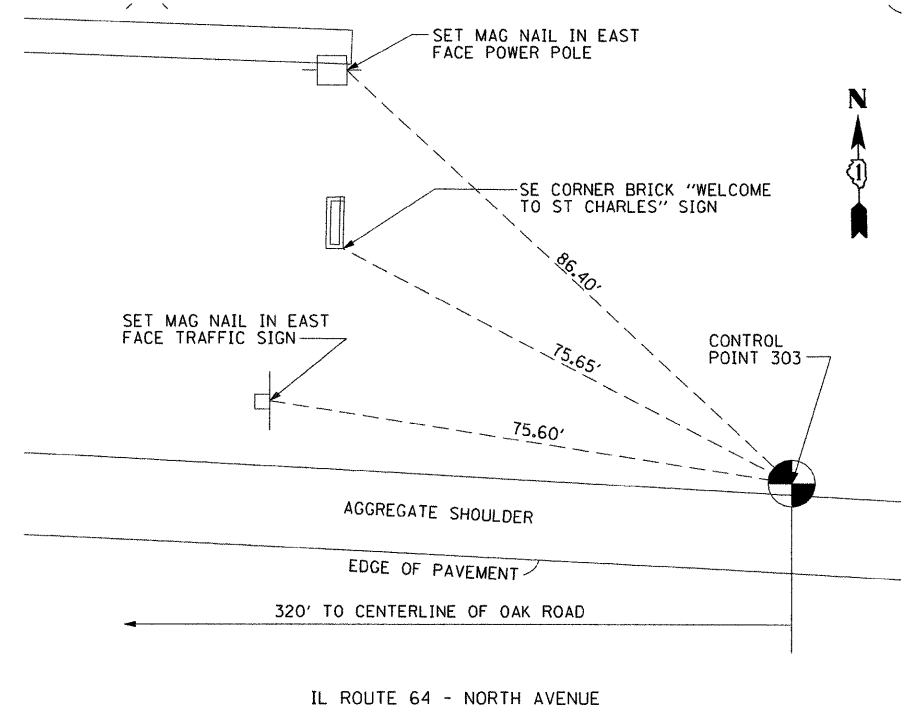 SET MAG NAIL IN EAST
FACE POWER POLE
N
SE CORNER BRICK "WELCOME
TO ST CHARLES" SIGN
86.40'
SET MAG NAIL IN EAST
FACE TRAFFIC SIGN
CONTROL
POINT 303
75.65'
75.60'
AGGREGATE SHOULDER
EDGE OF PAVEMENT
320' TO CENTERLINE OF OAK ROAD
IL ROUTE 64 - NORTH AVENUE